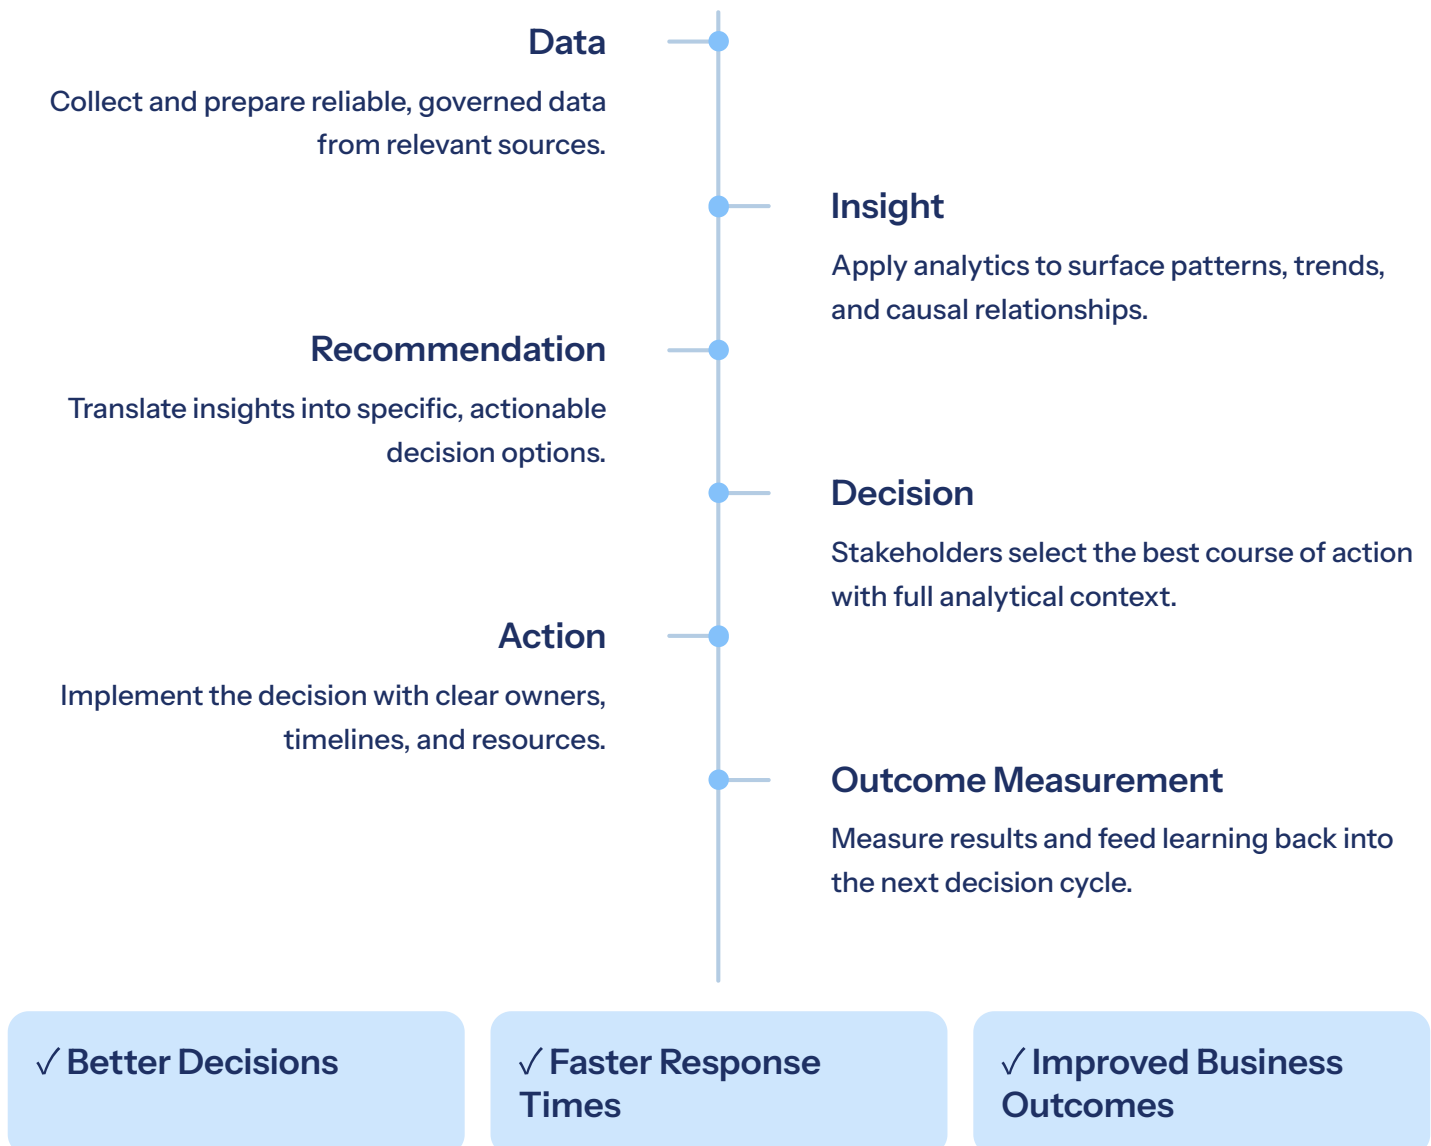 Data
Collect and prepare reliable, governed data
from relevant sources.
Insight
Apply analytics to surface patterns, trends,
and causal relationships.
Recommendation
Translate insights into specific, actionable
decision options.
Decision
Stakeholders select the best course of action
with full analytical context.
Action
Implement the decision with clear owners,
timelines, and resources.
Outcome Measurement
Measure results and feed learning back into
the next decision cycle.
✓ Better Decisions
✓ Faster Response
Times
✓ Improved Business
Outcomes